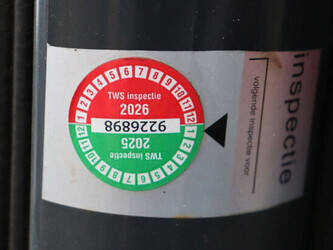 1 2 3 4 5 6 7 8 9 10 11 12
TWS inspectie
2026
9226898
2025
TWS inspectie
1 2 3 4 5 6 7 8 9 10 11 12
volgende inspectie voor
inspectie